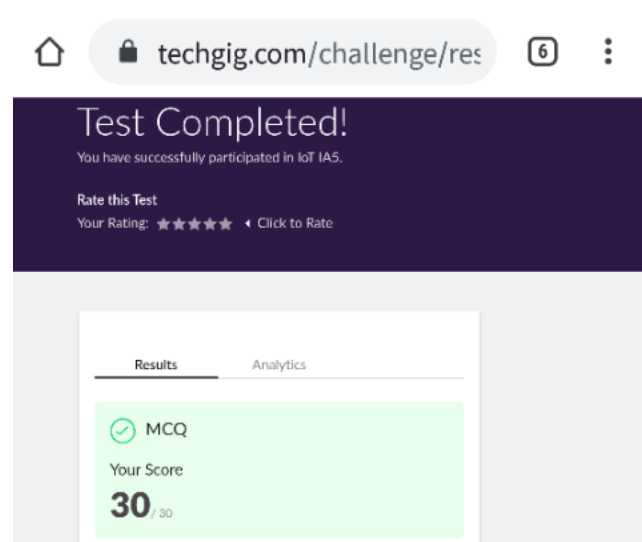 techgig.com/challenge/res
6
Test Completed!
You have successfully participated in IoT IA5.
Rate this Test
Your Rating: Click to Rate
Results Analytics
MCQ
Your Score
30/ 30